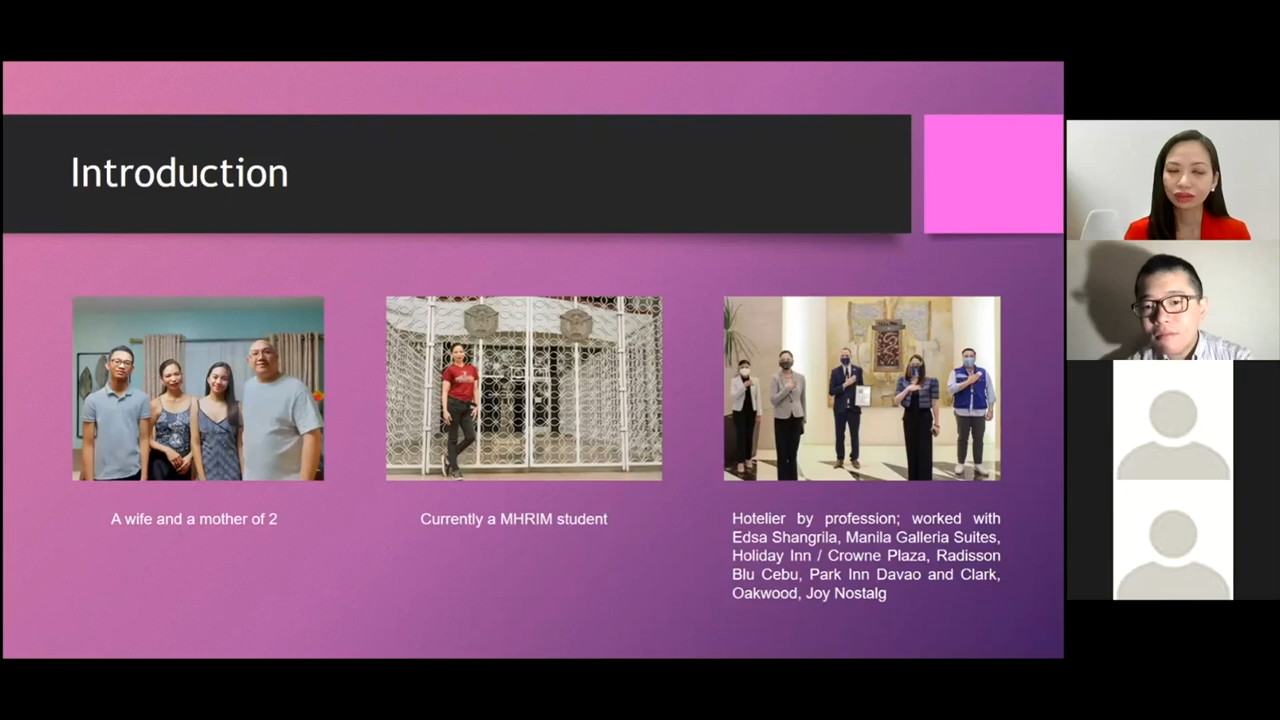 Introduction
A wife and a mother of 2
Currently a MHRIM student
Hotelier by profession; worked with
Edsa Shangrila, Manila Galleria Suites,
Holiday Inn / Crowne Plaza, Radisson
Blu Cebu, Park Inn Davao and Clark,
Oakwood, Joy Nostalg